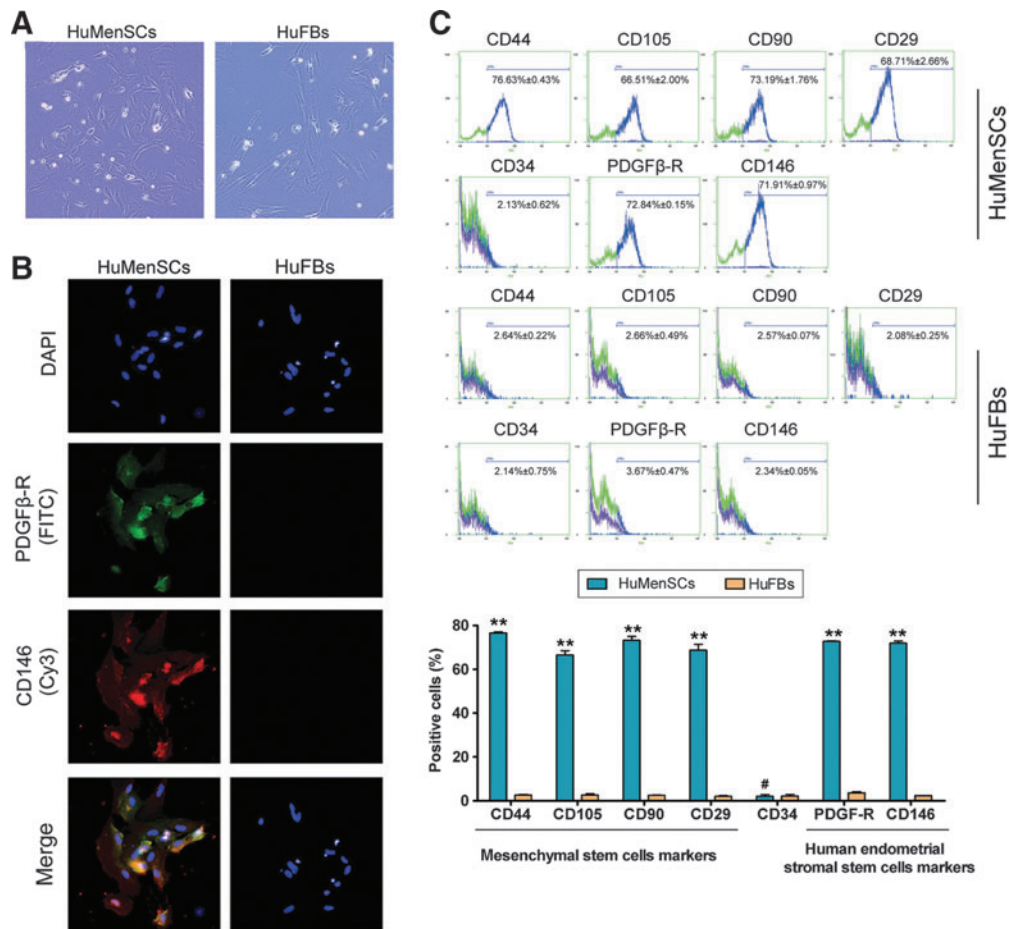 A
HuMenSCs
HuFBs
B
HuMenSCs
HuFBs
DAPI
PDGFβ-R
(FITC)
CD146
(Cy3)
Merge
C
CD44
CD105
CD90
CD29
76.63%±0.43%
66.51%±2.00%
73.19%±1.76%
68.71%±2.66%
CD34
PDGFβ-R
CD146
2.13%±0.62%
72.84%±0.15%
71.91%±0.97%
HuMenSCs
CD44
CD105
CD90
CD29
2.64%±0.22%
2.66%±0.49%
2.57%±0.07%
2.08%±0.25%
CD34
PDGFβ-R
CD146
2.14%±0.75%
3.67%±0.47%
2.34%±0.05%
HuFBs
HuMenSCs
HuFBs
Positive cells (%)
80
60
40
20
0
**
**
**
**
#
**
**
CD44
CD105
CD90
CD29
CD34
PDGF-R
CD146
Mesenchymal stem cells markers
Human endometrial
stromal stem cells markers